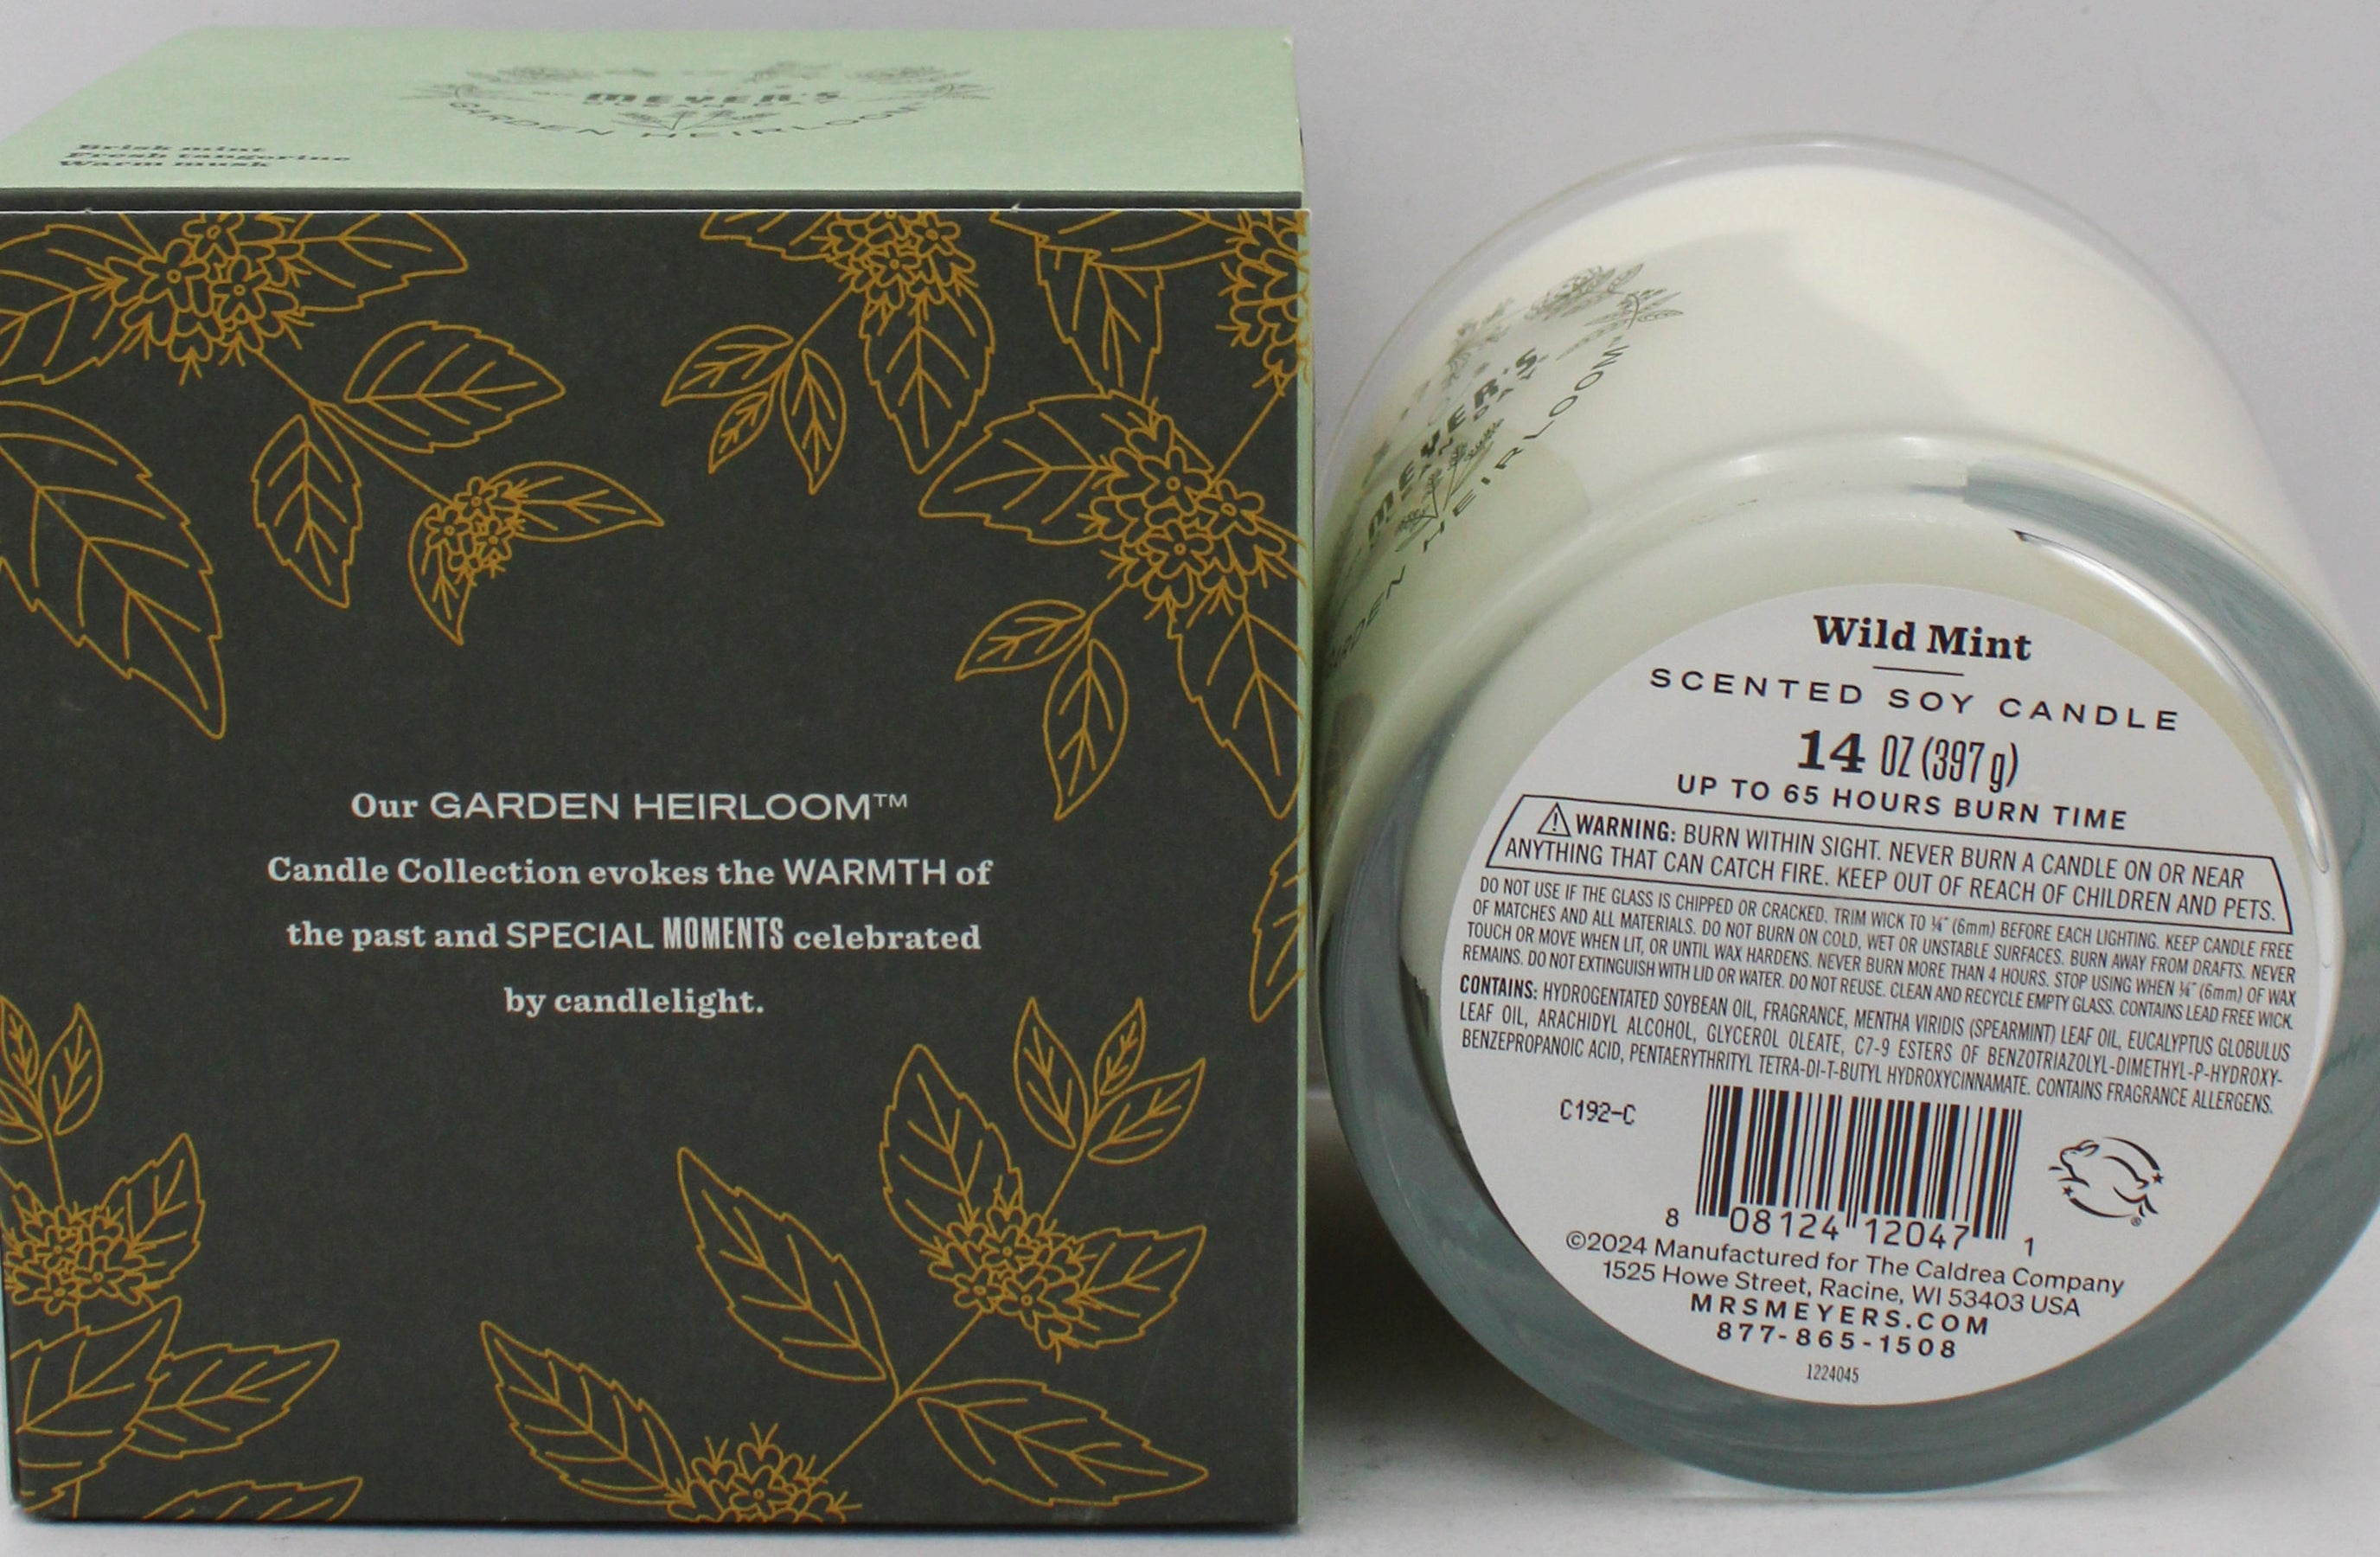 MEYER'S
CLEAN DAY
GARDEN HEIRLOOM
Brisk mint
Fresh tangerine
Warm musk
Our GARDEN HEIRLOOM™
Candle Collection evokes the WARMTH of
the past and SPECIAL MOMENTS celebrated
by candlelight.
MEYER'S
CLEAN DAY
GARDEN HEIRLOOM™
Wild Mint
SCENTED SOY CANDLE
14 OZ (397 g)
UP TO 65 HOURS BURN TIME
⚠ WARNING: BURN WITHIN SIGHT. NEVER BURN A CANDLE ON OR NEAR
ANYTHING THAT CAN CATCH FIRE. KEEP OUT OF REACH OF CHILDREN AND PETS.
DO NOT USE IF THE GLASS IS CHIPPED OR CRACKED. TRIM WICK TO ¼" (6mm) BEFORE EACH LIGHTING. KEEP CANDLE FREE
OF MATCHES AND ALL MATERIALS. DO NOT BURN ON COLD, WET OR UNSTABLE SURFACES. BURN AWAY FROM DRAFTS. NEVER
TOUCH OR MOVE WHEN LIT, OR UNTIL WAX HARDENS. NEVER BURN MORE THAN 4 HOURS. STOP USING WHEN ¼" (6mm) OF WAX
REMAINS. DO NOT EXTINGUISH WITH LID OR WATER. DO NOT REUSE. CLEAN AND RECYCLE EMPTY GLASS. CONTAINS LEAD FREE WICK.
CONTAINS: HYDROGENTATED SOYBEAN OIL, FRAGRANCE, MENTHA VIRIDIS (SPEARMINT) LEAF OIL, EUCALYPTUS GLOBULUS
LEAF OIL, ARACHIDYL ALCOHOL, GLYCEROL OLEATE, C7-9 ESTERS OF BENZOTRIAZOLYL-DIMETHYL-P-HYDROXY-
BENZEPROPANOIC ACID, PENTAERYTHRITYL TETRA-DI-T-BUTYL HYDROXYCINNAMATE. CONTAINS FRAGRANCE ALLERGENS.
C192-C
8 08124 12047 1
©2024 Manufactured for The Caldrea Company
1525 Howe Street, Racine, WI 53403 USA
MRSMEYERS.COM
877-865-1508
1224045